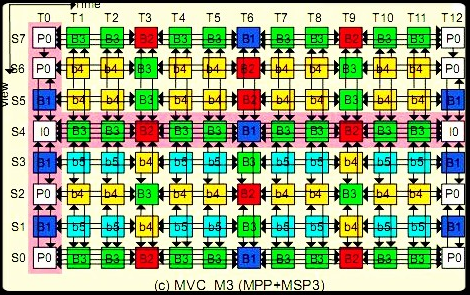 Time
T0 T1 T2 T3 T4 T5 T6 T7 T8 T9 T10 T11 T12
S7 P0 B3 B3 B2 B3 B3 B1 B3 B3 B2 B3 B3 P0
S6 P0 b4 b4 B3 b4 b4 B2 b4 b4 B3 b4 b4 P0
view
S5 B1 b4 b4 B3 b4 b4 B2 b4 b4 B3 b4 b4 B1
S4 I0 B3 B3 B2 B3 B3 B1 B3 B3 B2 B3 B3 I0
S3 B1 b5 b5 b4 b5 b5 B3 b5 b5 b4 b5 b5 B1
S2 P0 b4 b4 B3 b4 b4 B2 b4 b4 B3 b4 b4 P0
S1 B1 b5 b5 b4 b5 b5 B3 b5 b5 b4 b5 b5 B1
S0 P0 B3 B3 B2 B3 B3 B1 B3 B3 B2 B3 B3 P0
(c) MVC_M3 (MPP+MSP3)